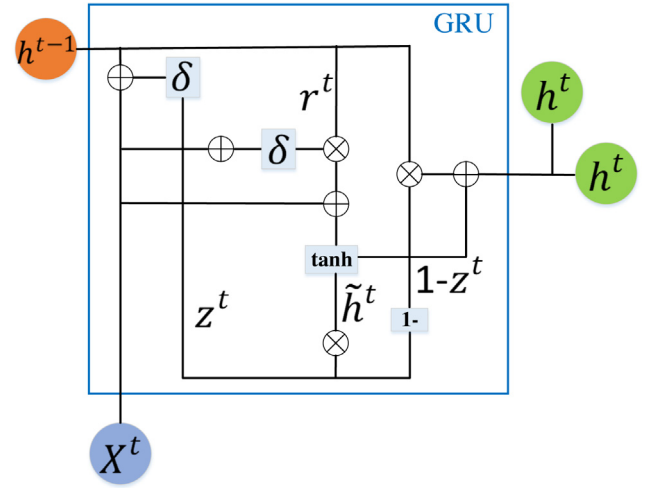 GRU
h^{t-1}
δ
r^t
h^t
δ
h^t
tanh
1-z^t
z^t
h̃^t
1-
X^t